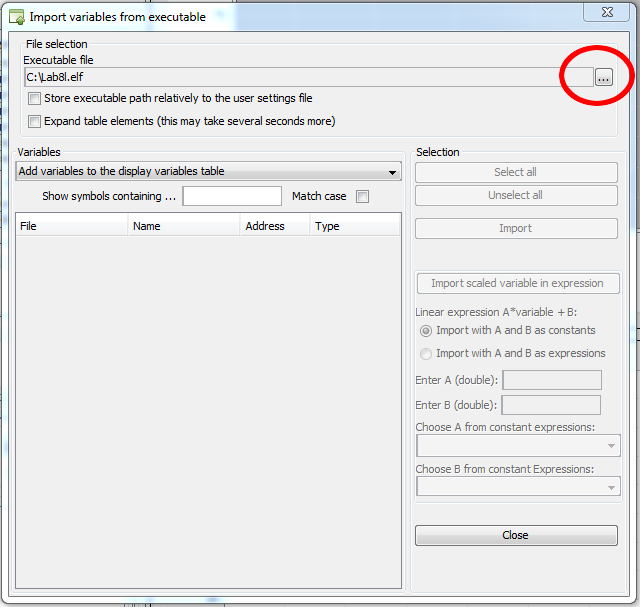 Import variables from executable
File selection
Executable file
C:\Lab8l.elf
...
Store executable path relatively to the user settings file
Expand table elements (this may take several seconds more)
Variables
Add variables to the display variables table
Show symbols containing ...
Match case
File Name Address Type
Selection
Select all
Unselect all
Import
Import scaled variable in expression
Linear expression A*variable + B:
Import with A and B as constants
Import with A and B as expressions
Enter A (double):
Enter B (double):
Choose A from constant expressions:
Choose B from constant Expressions:
Close